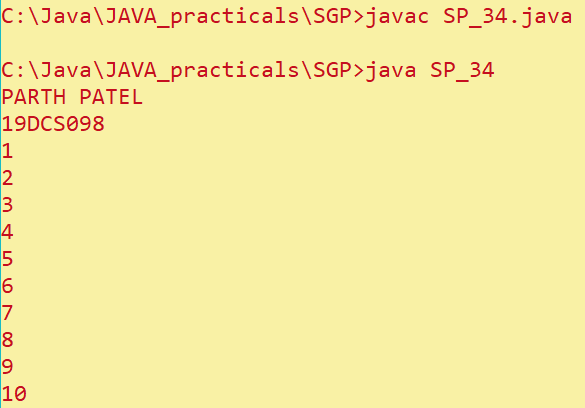 C:\Java\JAVA_practicals\SGP>javac SP_34.java
C:\Java\JAVA_practicals\SGP>java SP_34
PARTH PATEL
19DCS098
1
2
3
4
5
6
7
8
9
10